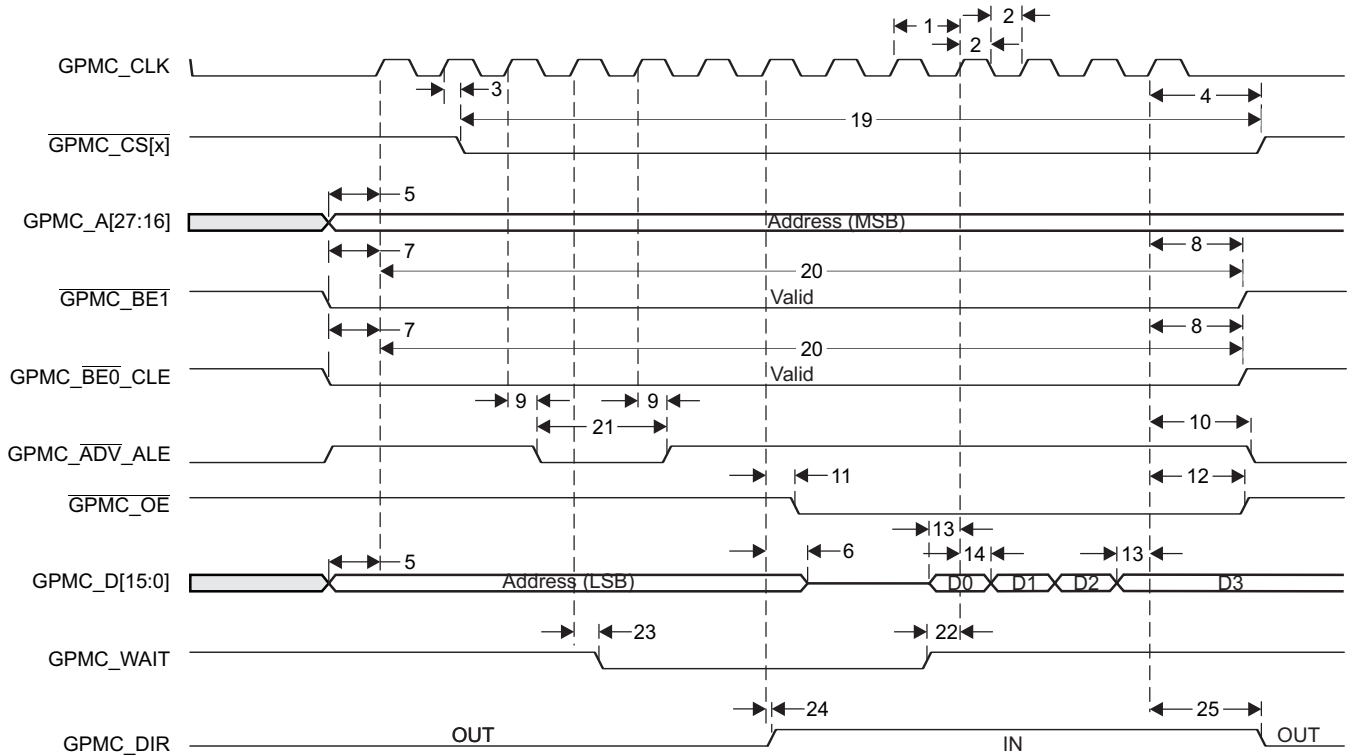 1
2
2
GPMC_CLK
3
4
19
GPMC_CS[x]
5
GPMC_A[27:16]
Address (MSB)
7
8
20
GPMC_BE1
Valid
7
8
20
GPMC_BE0_CLE
Valid
9
9
21
10
GPMC_ADV_ALE
11
12
GPMC_OE
13
5
6
14
13
GPMC_D[15:0]
Address (LSB)
D0
D1
D2
D3
23
22
GPMC_WAIT
24
25
GPMC_DIR
OUT
IN
OUT